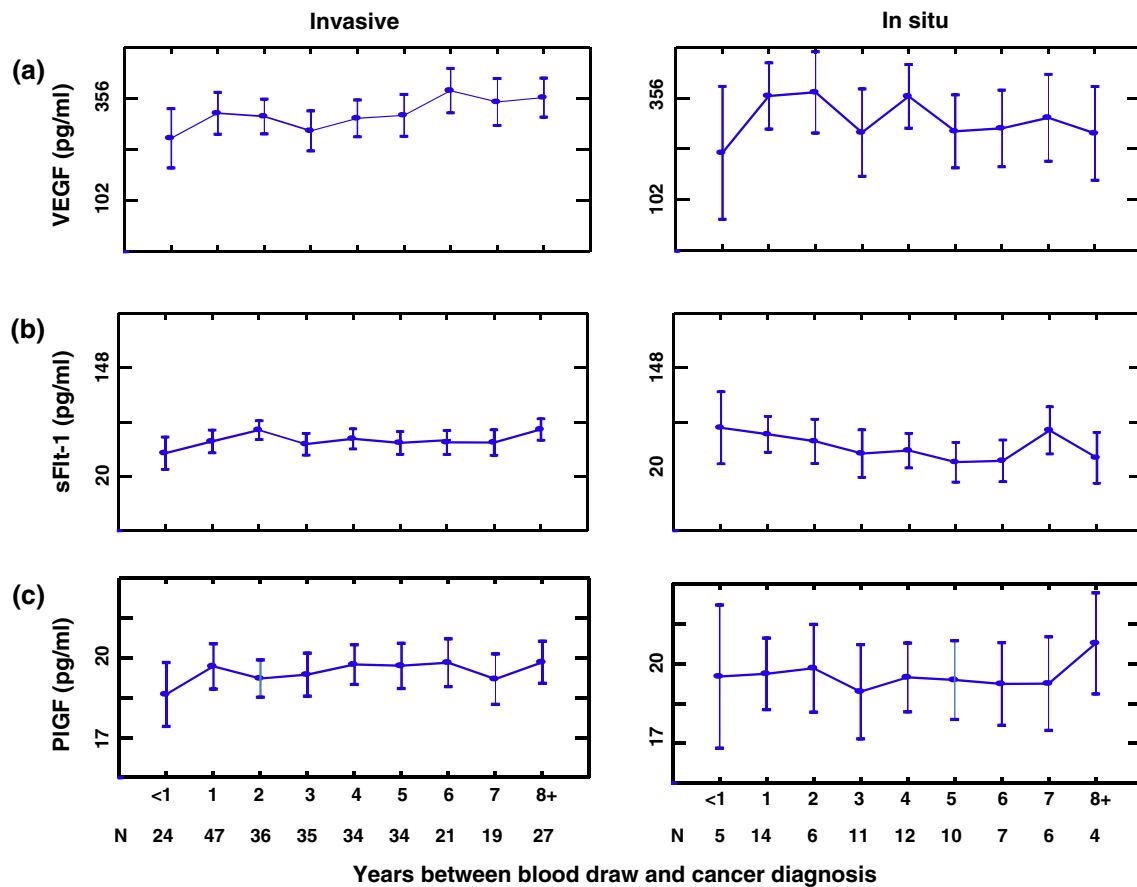 Invasive
In situ
(a)
VEGF (pg/ml)
356
102
356
102
(b)
sFlt-1 (pg/ml)
148
20
148
20
(c)
PlGF (pg/ml)
20
17
20
17
<1 1 2 3 4 5 6 7 8+
<1 1 2 3 4 5 6 7 8+
N 24 47 36 35 34 34 21 19 27
N 5 14 6 11 12 10 7 6 4
Years between blood draw and cancer diagnosis